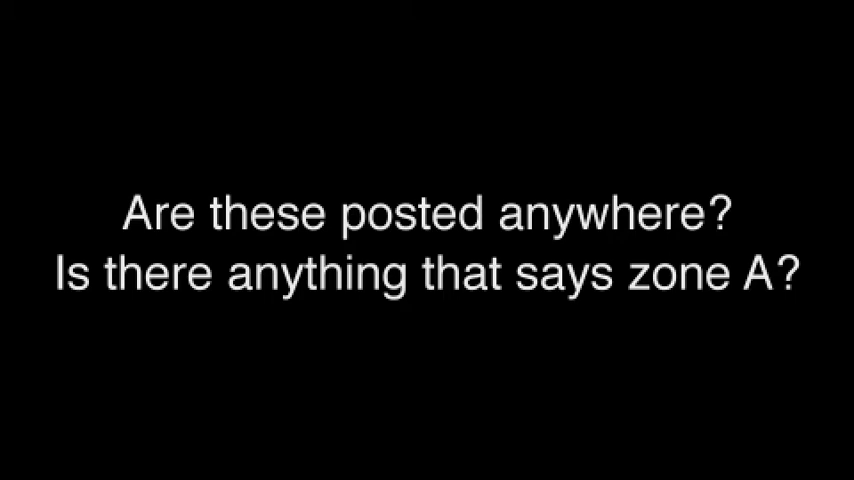 Are these posted anywhere?
Is there anything that says zone A?